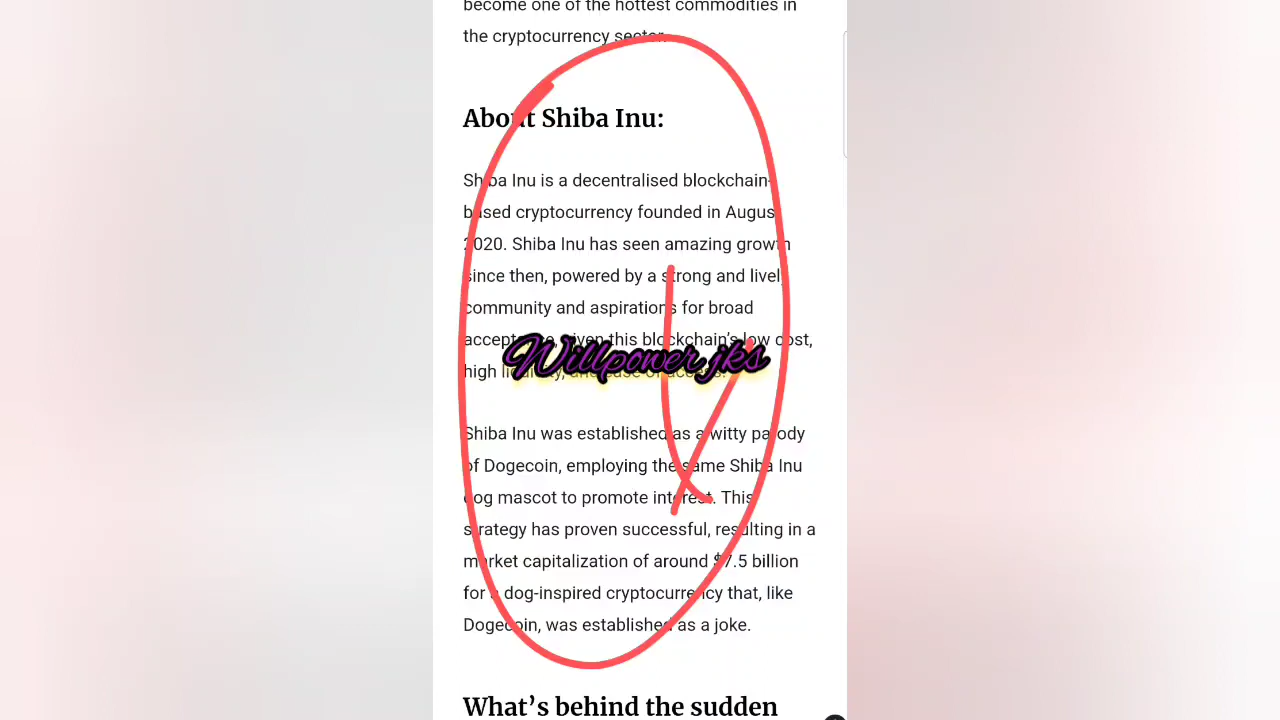 become one of the hottest commodities in
the cryptocurrency sector.
About Shiba Inu:
Shiba Inu is a decentralised blockchain-
based cryptocurrency founded in August
2020. Shiba Inu has seen amazing growth
since then, powered by a strong and lively
community and aspirations for broad
acceptance, given this blockchain's low cost,
Willpower jks
high liquidity, and ease of access.
Shiba Inu was established as a witty parody
of Dogecoin, employing the same Shiba Inu
dog mascot to promote interest. This
strategy has proven successful, resulting in a
market capitalization of around $7.5 billion
for a dog-inspired cryptocurrency that, like
Dogecoin, was established as a joke.
What's behind the sudden